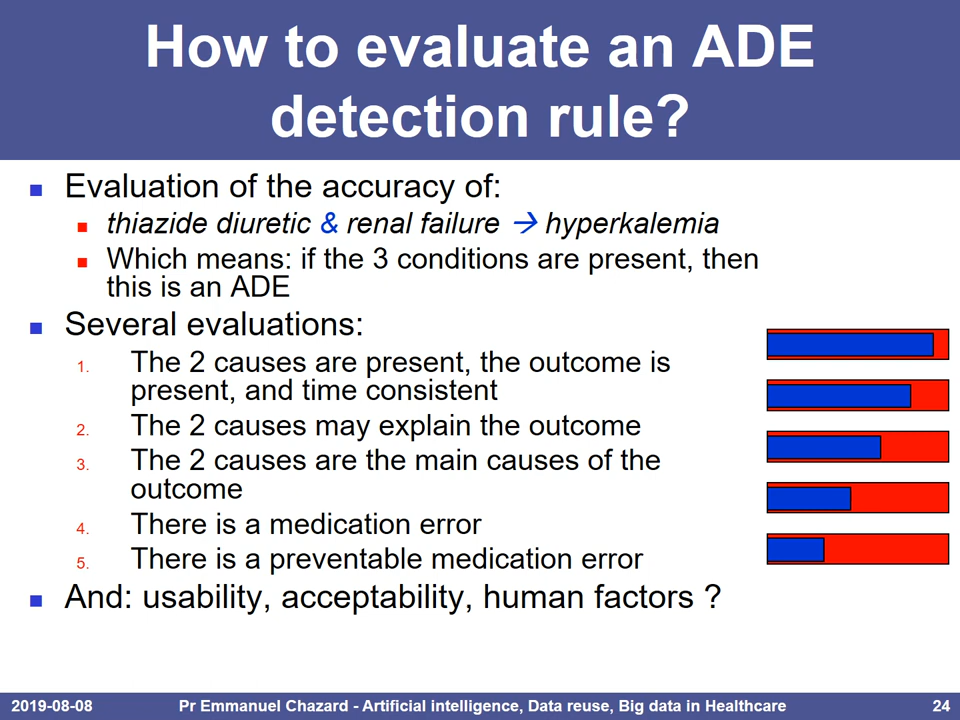 How to evaluate an ADE
detection rule?
■ Evaluation of the accuracy of:
■ thiazide diuretic & renal failure → hyperkalemia
■ Which means: if the 3 conditions are present, then
this is an ADE
■ Several evaluations:
1. The 2 causes are present, the outcome is
present, and time consistent
2. The 2 causes may explain the outcome
3. The 2 causes are the main causes of the
outcome
4. There is a medication error
5. There is a preventable medication error
■ And: usability, acceptability, human factors ?
2019-08-08 Pr Emmanuel Chazard - Artificial intelligence, Data reuse, Big data in Healthcare 24